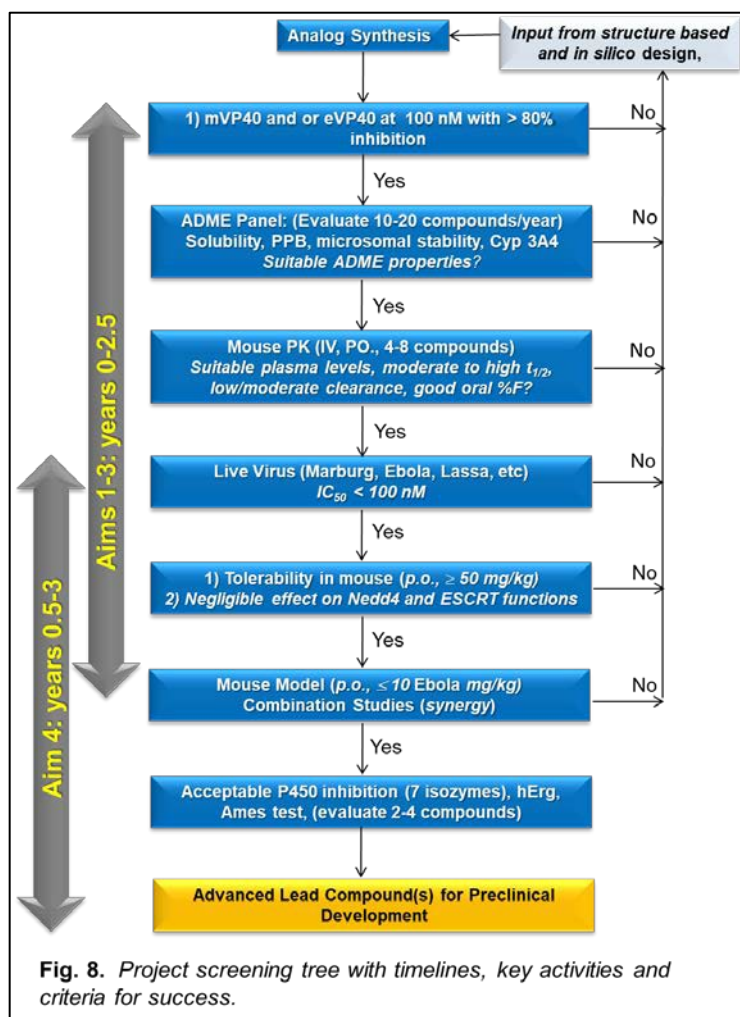 Analog Synthesis
Input from structure based
and in silico design,
1) mVP40 and or eVP40 at 100 nM with > 80%
inhibition
No
Yes
ADME Panel: (Evaluate 10-20 compounds/year)
Solubility, PPB, microsomal stability, Cyp 3A4
Suitable ADME properties?
No
Yes
Mouse PK (IV, PO., 4-8 compounds)
Suitable plasma levels, moderate to high t1/2,
low/moderate clearance, good oral %F?
No
Yes
Live Virus (Marburg, Ebola, Lassa, etc)
IC50 < 100 nM
No
Yes
1) Tolerability in mouse (p.o., ≥ 50 mg/kg)
2) Negligible effect on Nedd4 and ESCRT functions
No
Yes
Mouse Model (p.o., ≤ 10 Ebola mg/kg)
Combination Studies (synergy)
No
Yes
Acceptable P450 inhibition (7 isozymes), hErg,
Ames test, (evaluate 2-4 compounds)
Advanced Lead Compound(s) for Preclinical
Development
Aims 1-3: years 0-2.5
Aim 4: years 0.5-3
Fig. 8. Project screening tree with timelines, key activities and
criteria for success.